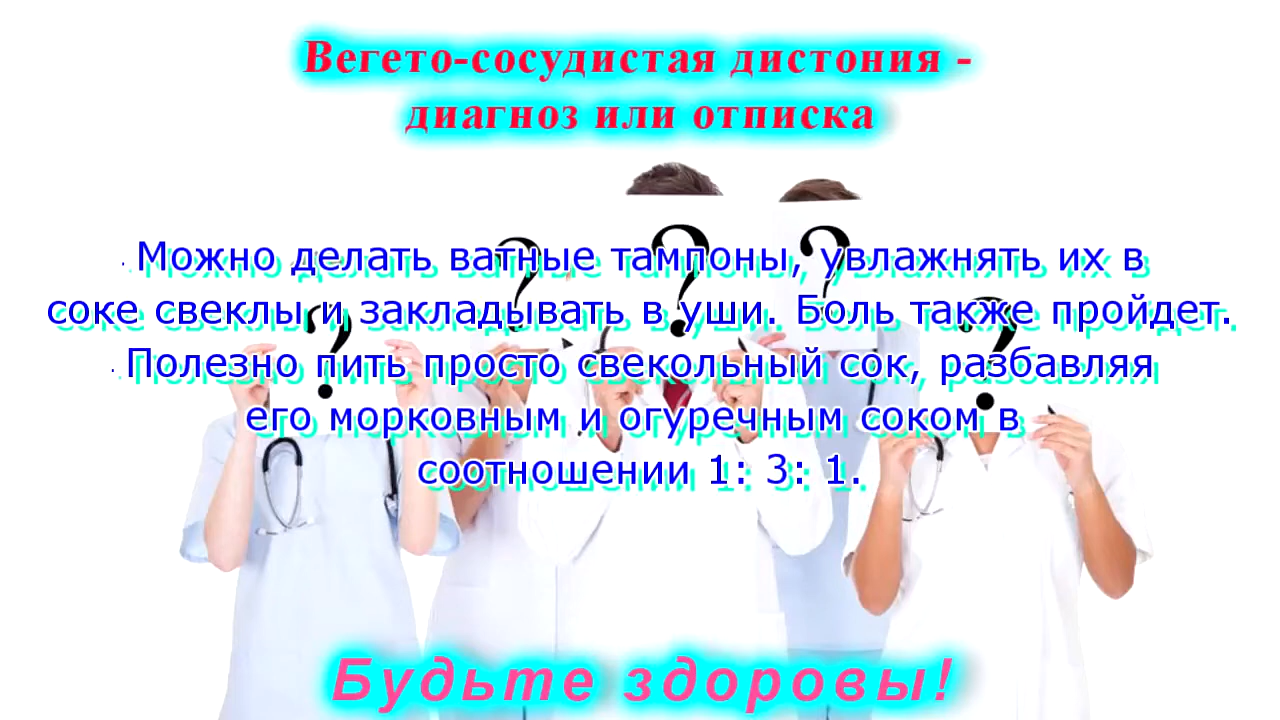 Вегето-сосудистая дистония -
диагноз или отписка
· Можно делать ватные тампоны, увлажнять их в
соке свеклы и закладывать в уши. Боль также пройдет.
· Полезно пить просто свекольный сок, разбавляя
его морковным и огуречным соком в
соотношении 1: 3: 1.
Будьте здоровы!